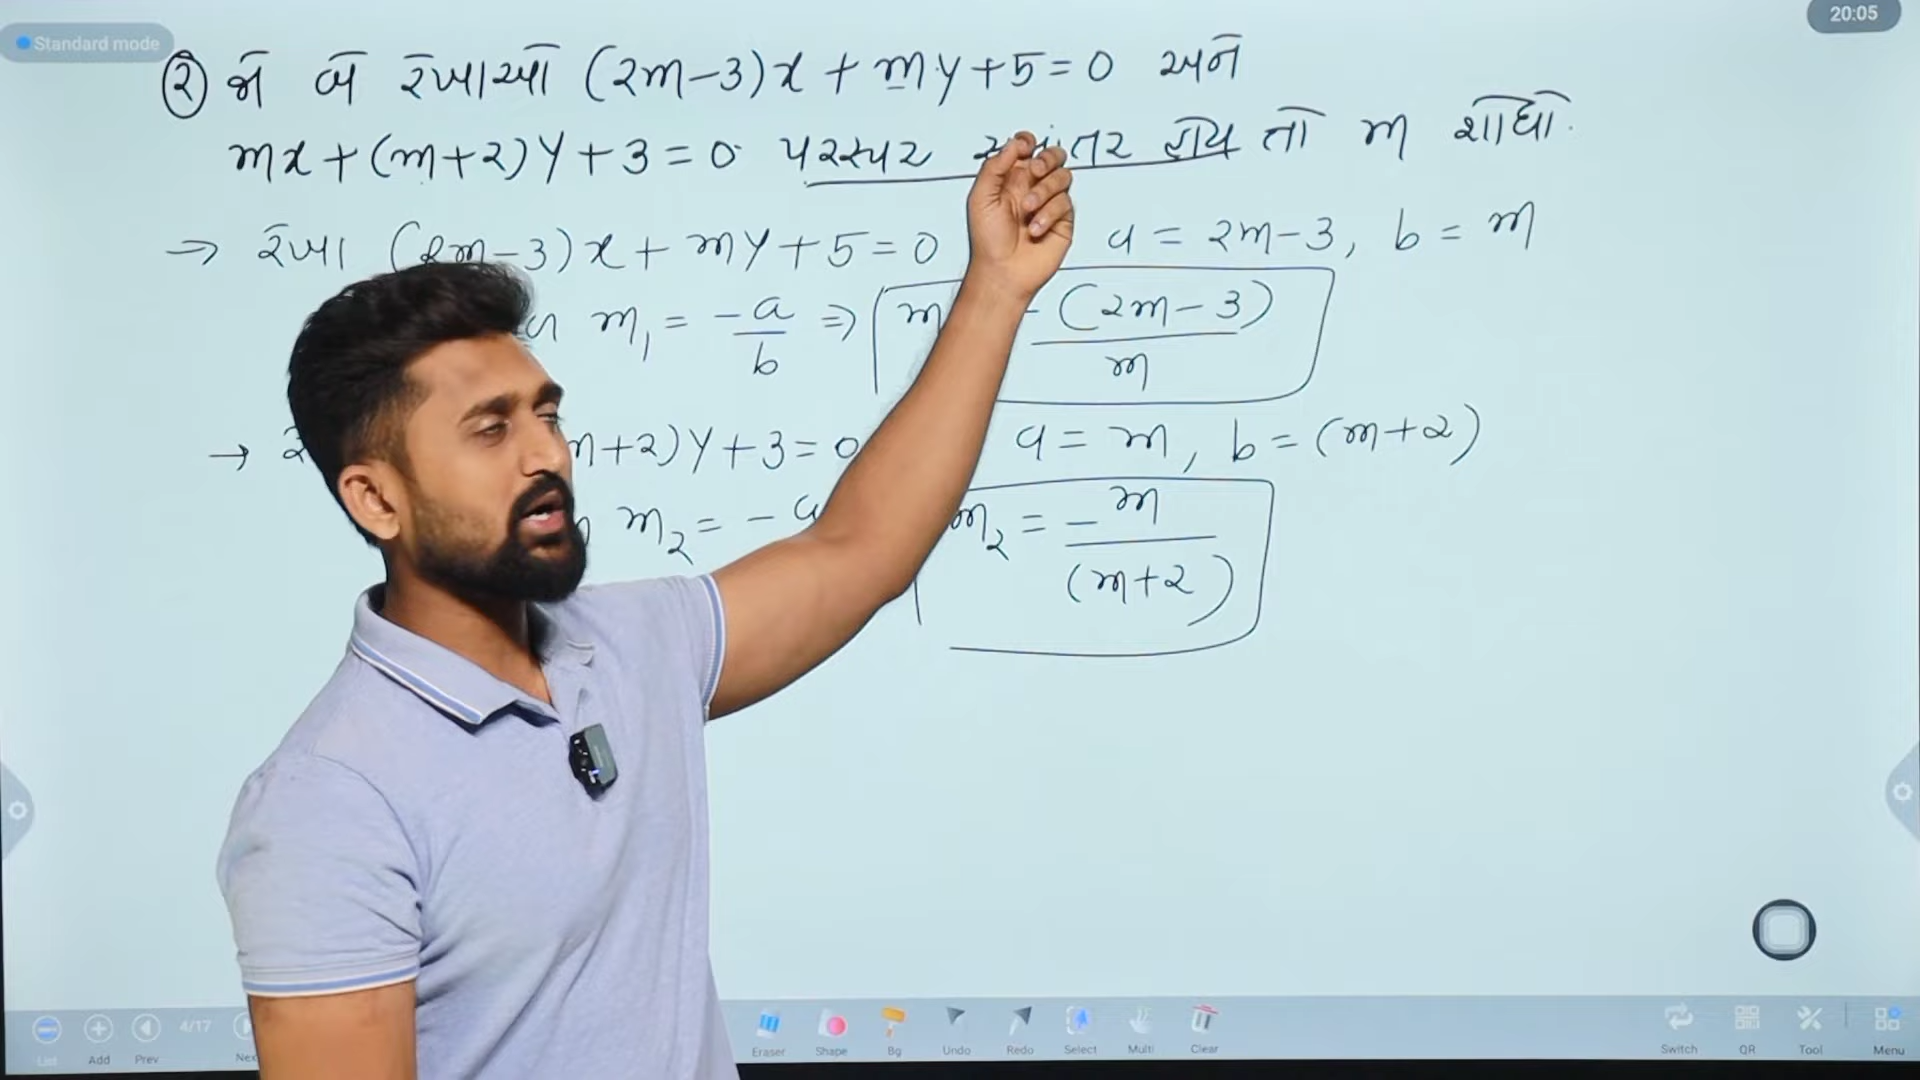 20:05
Standard mode
② જો બે રેખાઓ (2m-3)x + my + 5 = 0 અને
mx + (m+2)y + 3 = 0 પરસ્પર હોય તો m શોધો.
→ રેખા (2m-3)x + my + 5 = 0 a = 2m-3, b = m
m₁ = -a/b ⇒ -(2m-3)/m
→ m+2)y + 3 = 0 a = m, b = (m+2)
m₂ = -a m₂ = -m/(m+2)
List Add Prev 4/17 Eraser Shape Bg Undo Redo Select Multi Clear Switch QR Tool Menu